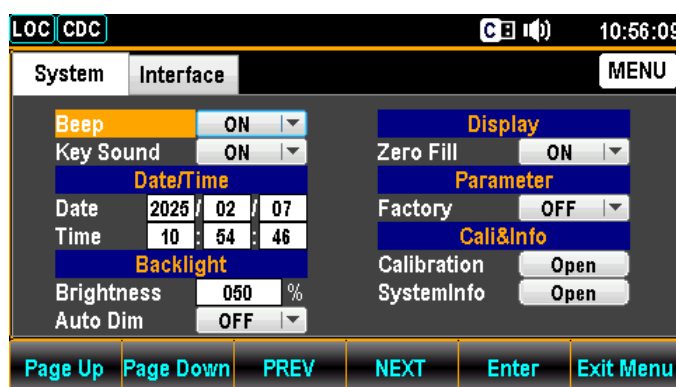 LOC CDC C 10:56:09
System Interface MENU
Beep ON
Key Sound ON
Date/Time
Date 2025 / 02 / 07
Time 10 : 54 : 46
Backlight
Brightness 050 %
Auto Dim OFF
Display
Zero Fill ON
Parameter
Factory OFF
Cali&Info
Calibration Open
SystemInfo Open
Page Up Page Down PREV NEXT Enter Exit Menu